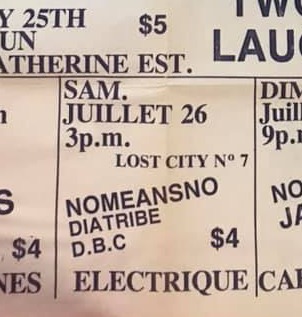 Y 25TH $5 TWO
UN LAU
ATHERINE EST.
SAM. DIM
JUILLET 26 Juil
3p.m. 9p.
LOST CITY Nº 7
S NOMEANSNO NO
DIATRIBE JA
$4 D.B.C $4
NES ELECTRIQUE CA